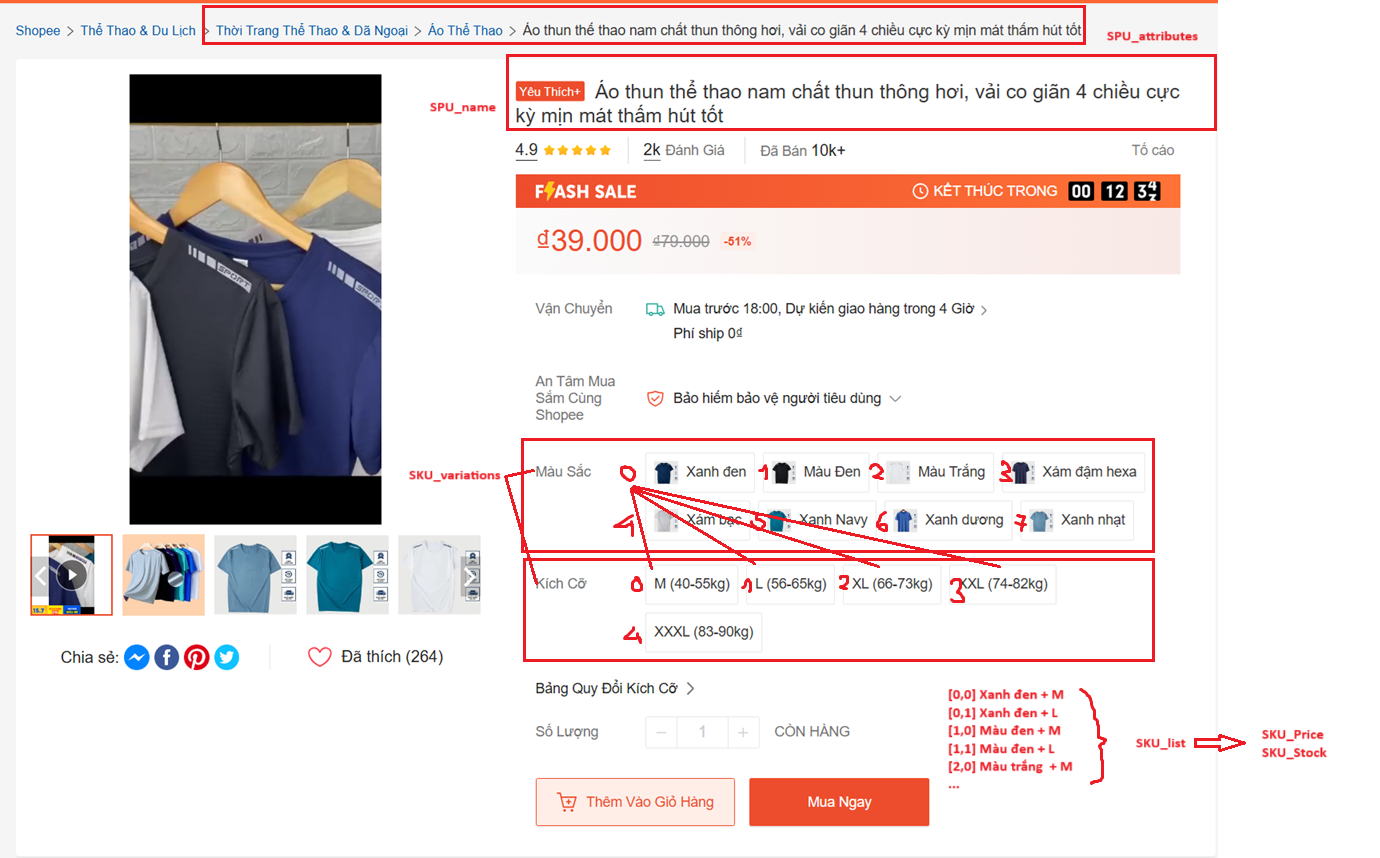 Shopee > Thể Thao & Du Lịch > Thời Trang Thể Thao & Dã Ngoại > Áo Thể Thao > Áo thun thể thao nam chất thun thông hơi, vải co giãn 4 chiều cực kỳ mịn mát thấm hút tốt
SPU_attributes
SPU_name
Yêu Thích+ Áo thun thể thao nam chất thun thông hơi, vải co giãn 4 chiều cực
kỳ mịn mát thấm hút tốt
4.9 2k Đánh Giá Đã Bán 10k+ Tố cáo
FLASH SALE KẾT THÚC TRONG 00 12
₫39.000 ₫79.000 -51%
SPORT
SPORT
Vận Chuyển Mua trước 18:00, Dự kiến giao hàng trong 4 Giờ >
Phí ship 0₫
An Tâm Mua
Sắm Cùng
Shopee
Bảo hiểm bảo vệ người tiêu dùng
SKU_variations
Màu Sắc 0 Xanh đen 1 Màu Đen 2 Màu Trắng 3 Xám đậm hexa
4 Xám bạc 5 Xanh Navy 6 Xanh dương 7 Xanh nhạt
Kích Cỡ 0 M (40-55kg) 1 L (56-65kg) 2 XL (66-73kg) 3 XXL (74-82kg)
4 XXXL (83-90kg)
15.7
Chia sẻ: Đã thích (264)
Bảng Quy Đổi Kích Cỡ >
Số Lượng − 1 + CÒN HÀNG
[0,0] Xanh đen + M
[0,1] Xanh đen + L
[1,0] Màu đen + M
[1,1] Màu đen + L
[2,0] Màu trắng + M
...
SKU_list
SKU_Price
SKU_Stock
Thêm Vào Giỏ Hàng Mua Ngay